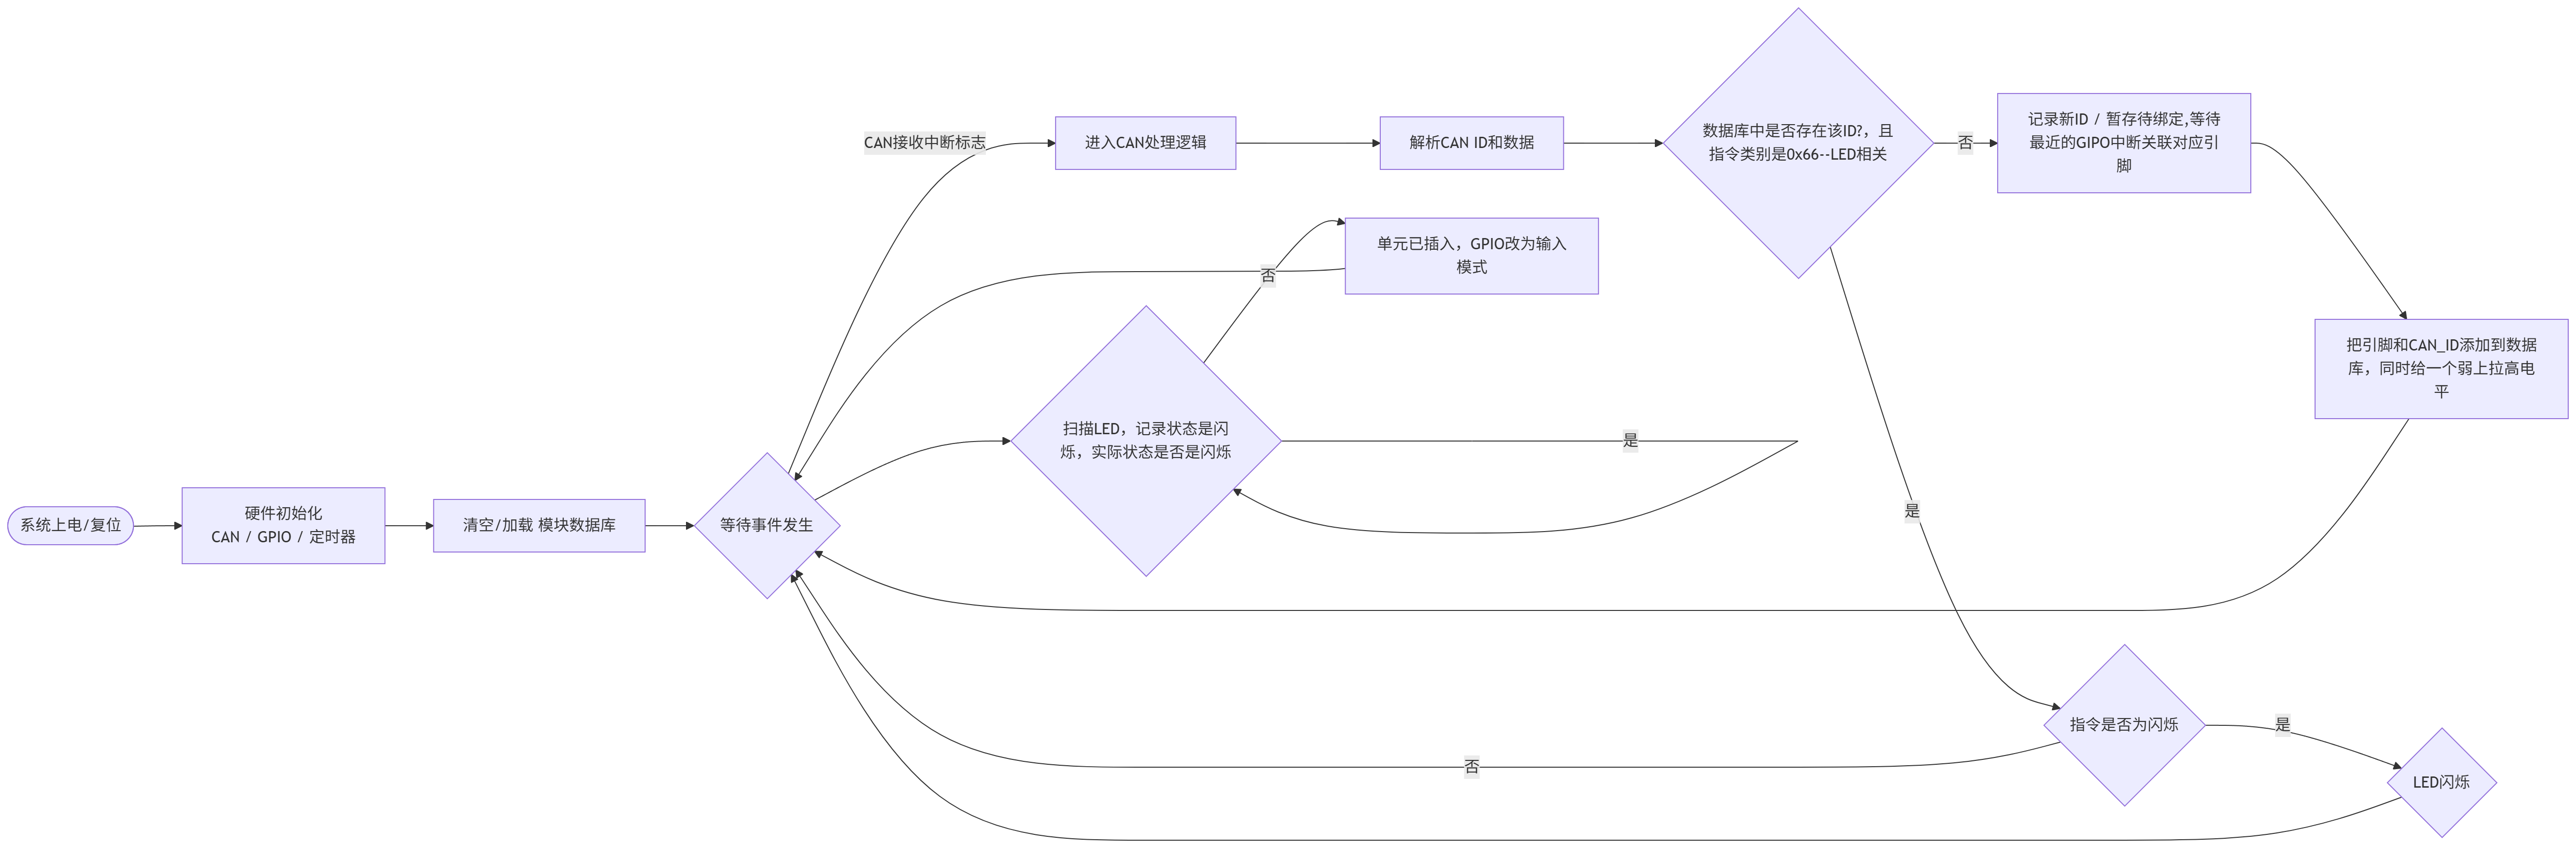 系统上电/复位
硬件初始化
CAN / GPIO / 定时器
清空/加载 模块数据库
等待事件发生
CAN接收中断标志
进入CAN处理逻辑
解析CAN ID和数据
数据库中是否存在该ID?，且
指令类别是0x66--LED相关
否
记录新ID / 暂存待绑定,等待
最近的GIPO中断关联对应引
脚
把引脚和CAN_ID添加到数据
库，同时给一个弱上拉高电
平
单元已插入，GPIO改为输入
模式
否
扫描LED，记录状态是闪
烁，实际状态是否是闪烁
是
是
指令是否为闪烁
否
是
LED闪烁